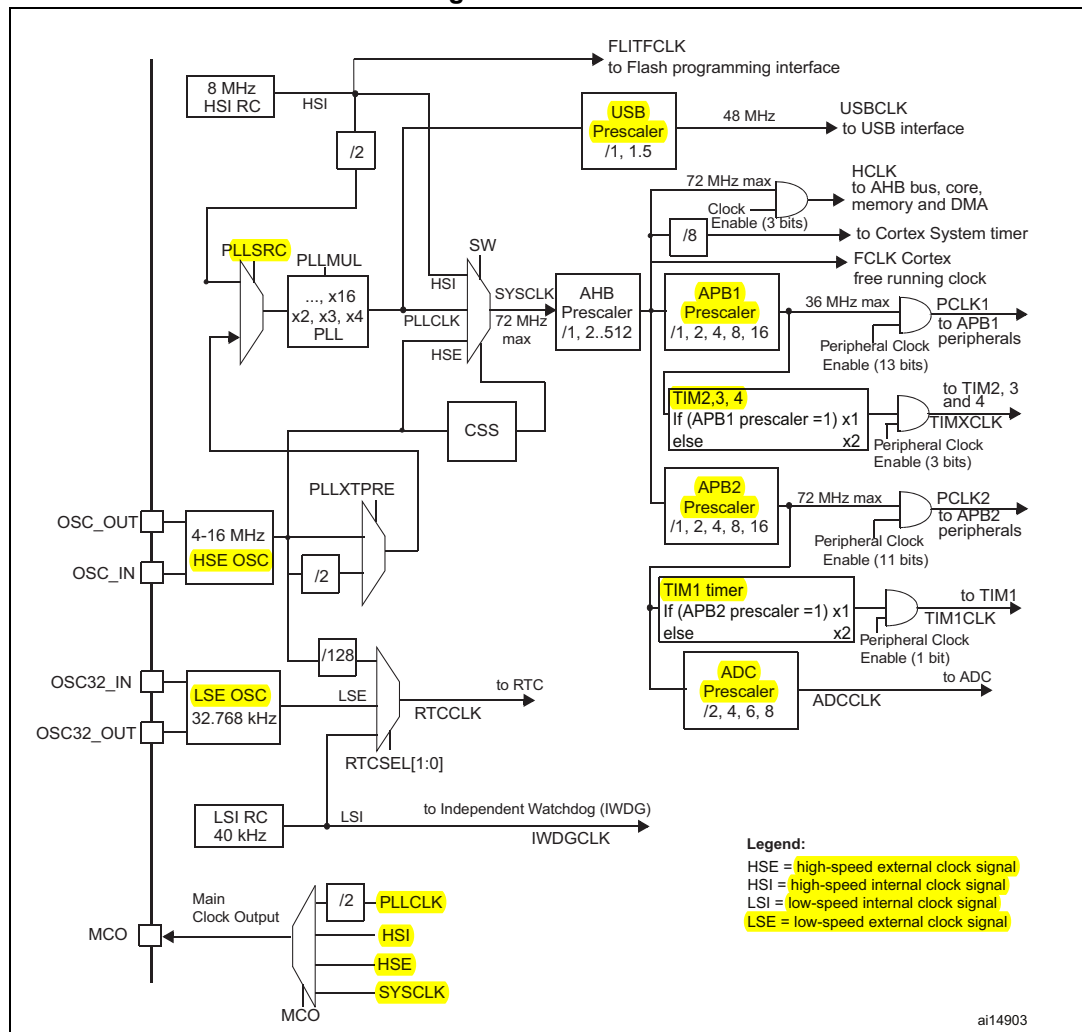 FLITFCLK
to Flash programming interface
8 MHz
HSI RC
HSI
/2
USB
Prescaler
/1, 1.5
48 MHz
USBCLK
to USB interface
HCLK
to AHB bus, core,
memory and DMA
72 MHz max
Clock
Enable (3 bits)
/8
to Cortex System timer
FCLK Cortex
free running clock
PLLSRC
PLLMUL
..., x16
x2, x3, x4
PLL
SW
HSI
PLLCLK
HSE
SYSCLK
72 MHz
max
AHB
Prescaler
/1, 2..512
APB1
Prescaler
/1, 2, 4, 8, 16
36 MHz max
PCLK1
to APB1
peripherals
Peripheral Clock
Enable (13 bits)
TIM2,3, 4
If (APB1 prescaler =1) x1
else x2
to TIM2, 3
and 4
TIMXCLK
Peripheral Clock
Enable (3 bits)
CSS
PLLXTPRE
OSC_OUT
OSC_IN
4-16 MHz
HSE OSC
/2
APB2
Prescaler
/1, 2, 4, 8, 16
72 MHz max
PCLK2
to APB2
peripherals
Peripheral Clock
Enable (11 bits)
TIM1 timer
If (APB2 prescaler =1) x1
else x2
to TIM1
TIM1CLK
Peripheral Clock
Enable (1 bit)
ADC
Prescaler
/2, 4, 6, 8
to ADC
ADCCLK
/128
OSC32_IN
OSC32_OUT
LSE OSC
32.768 kHz
LSE
to RTC
RTCCLK
RTCSEL[1:0]
LSI RC
40 kHz
LSI
to Independent Watchdog (IWDG)
IWDGCLK
Main
Clock Output
MCO
/2
PLLCLK
HSI
HSE
SYSCLK
MCO
Legend:
HSE = high-speed external clock signal
HSI = high-speed internal clock signal
LSI = low-speed internal clock signal
LSE = low-speed external clock signal
ai14903